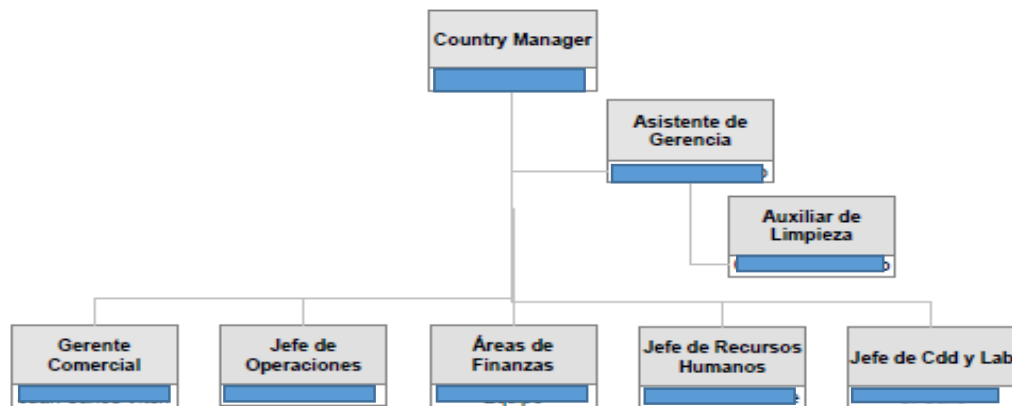 Country Manager
Asistente de
Gerencia
Auxiliar de
Limpieza
Gerente
Comercial
Jefe de
Operaciones
Áreas de
Finanzas
Jefe de Recursos
Humanos
Jefe de Cdd y Lab